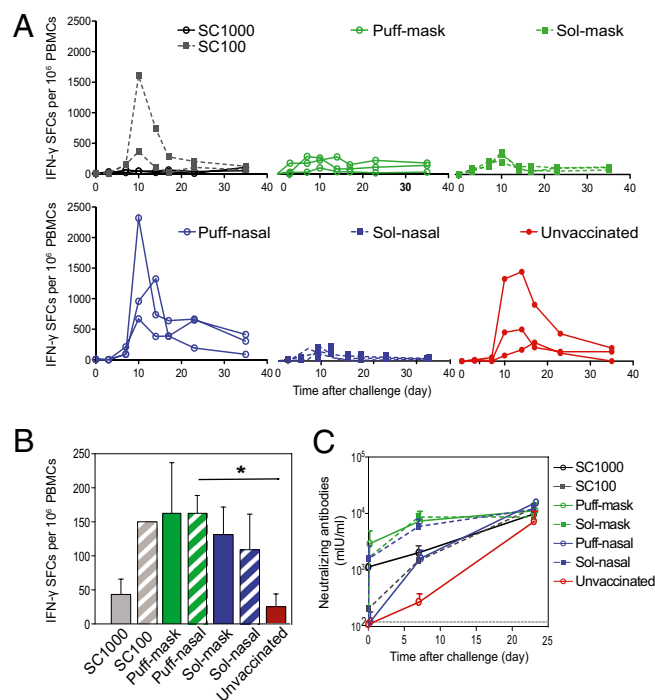 A
IFN-γ SFCs per 10⁶ PBMCs
2500
2000
1500
1000
500
0
SC1000
SC100
Puff-mask
Sol-mask
0 10 20 30 40
0 10 20 30 40
0 10 20 30 40
IFN-γ SFCs per 10⁶ PBMCs
2500
2000
1500
1000
500
0
Puff-nasal
Sol-nasal
Unvaccinated
0 10 20 30 40
0 10 20 30 40
0 10 20 30 40
Time after challenge (day)
B
IFN-γ SFCs per 10⁶ PBMCs
250
200
150
100
50
0
*
SC1000
SC100
Puff-mask
Puff-nasal
Sol-mask
Sol-nasal
Unvaccinated
C
Neutralizing antibodies
(mIU/ml)
10⁵
10⁴
10³
10²
0 5 10 15 20 25
Time after challenge (day)
SC1000
SC100
Puff-mask
Sol-mask
Puff-nasal
Sol-nasal
Unvaccinated